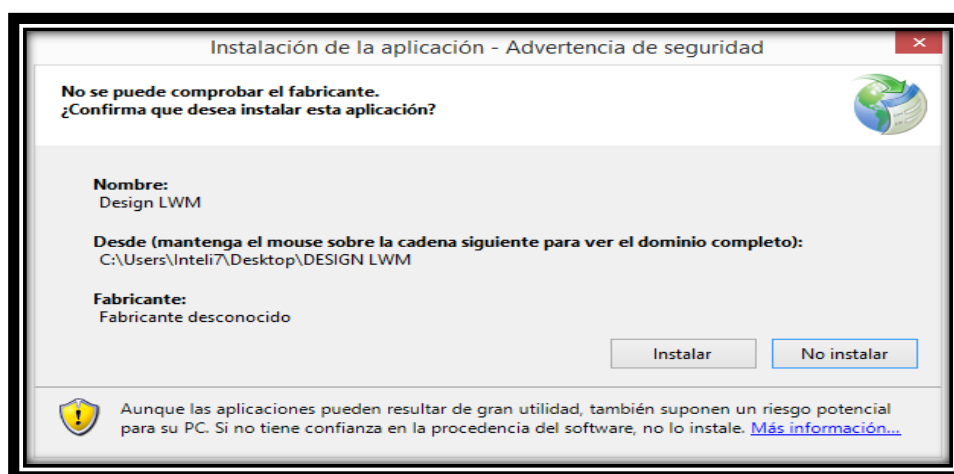 Instalación de la aplicación - Advertencia de seguridad
No se puede comprobar el fabricante.
¿Confirma que desea instalar esta aplicación?
Nombre:
Design LWM
Desde (mantenga el mouse sobre la cadena siguiente para ver el dominio completo):
C:\Users\Inteli7\Desktop\DESIGN LWM
Fabricante:
Fabricante desconocido
Instalar No instalar
Aunque las aplicaciones pueden resultar de gran utilidad, también suponen un riesgo potencial
para su PC. Si no tiene confianza en la procedencia del software, no lo instale. Más información...